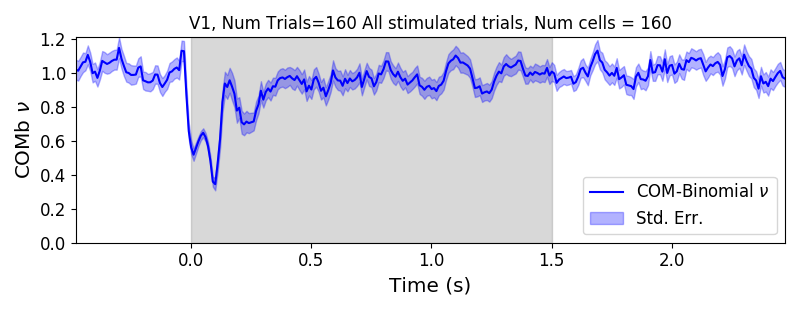 V1, Num Trials=160 All stimulated trials, Num cells = 160
COMb ν
1.2
1.0
0.8
0.6
0.4
0.2
0.0
COM-Binomial ν
Std. Err.
0.0 0.5 1.0 1.5 2.0
Time (s)